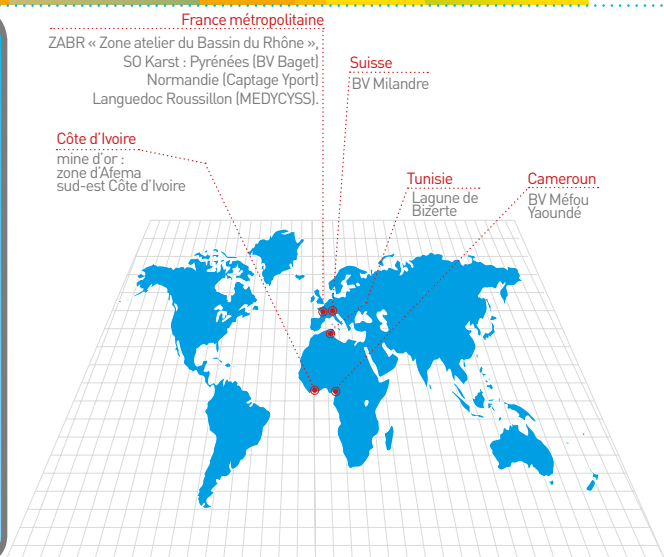 France métropolitaine
ZABR « Zone atelier du Bassin du Rhône »,
SO Karst : Pyrénées (BV Baget)
Normandie (Captage Yport)
Languedoc Roussillon (MEDYCYSS).
Suisse
BV Milandre
Côte d'Ivoire
mine d'or :
zone d'Afema
sud-est Côte d'Ivoire
Tunisie
Lagune de
Bizerte
Cameroun
BV Méfou
Yaoundé